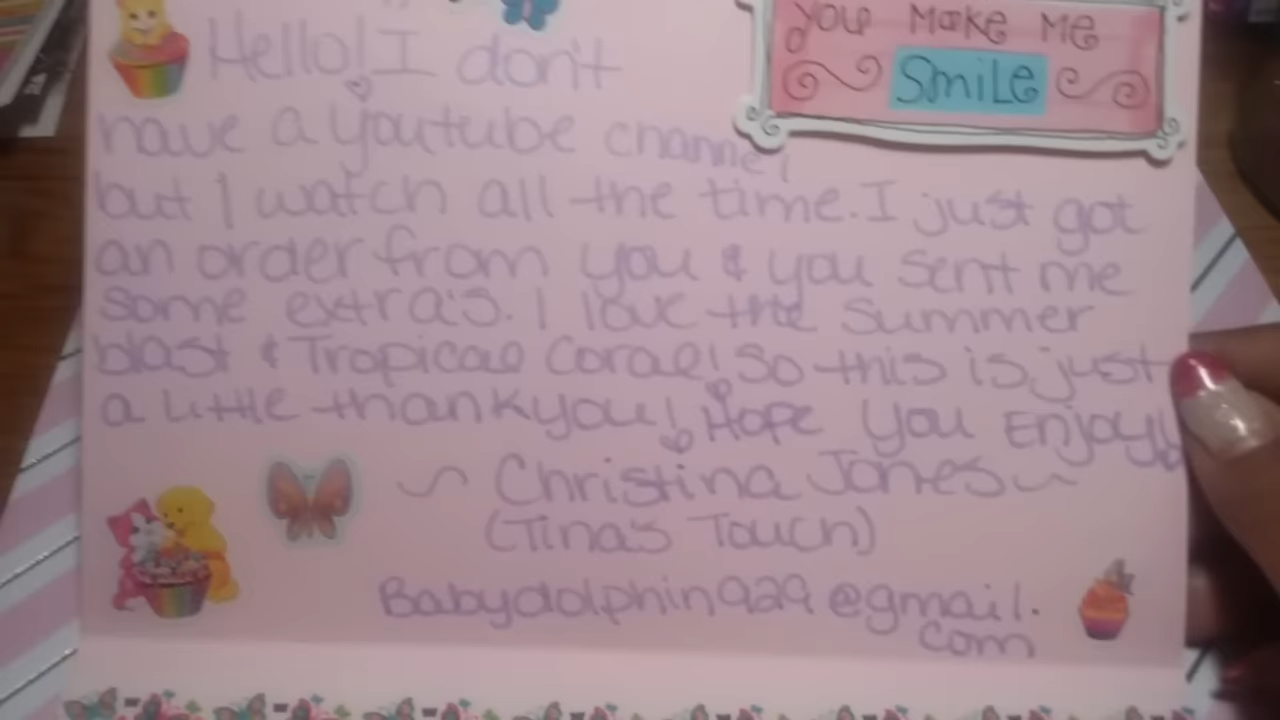 you make me
smile
Hello! I don't
have a youtube channel
but I watch all the time. I just got
an order from you & you sent me
some extra's. I love the Summer
blast & Tropical Coral! So this is just
a little thankyou! Hope you Enjoy!
~ Christina Jones ~
(Tina's Touch)
Babydolphin929@gmail.
com